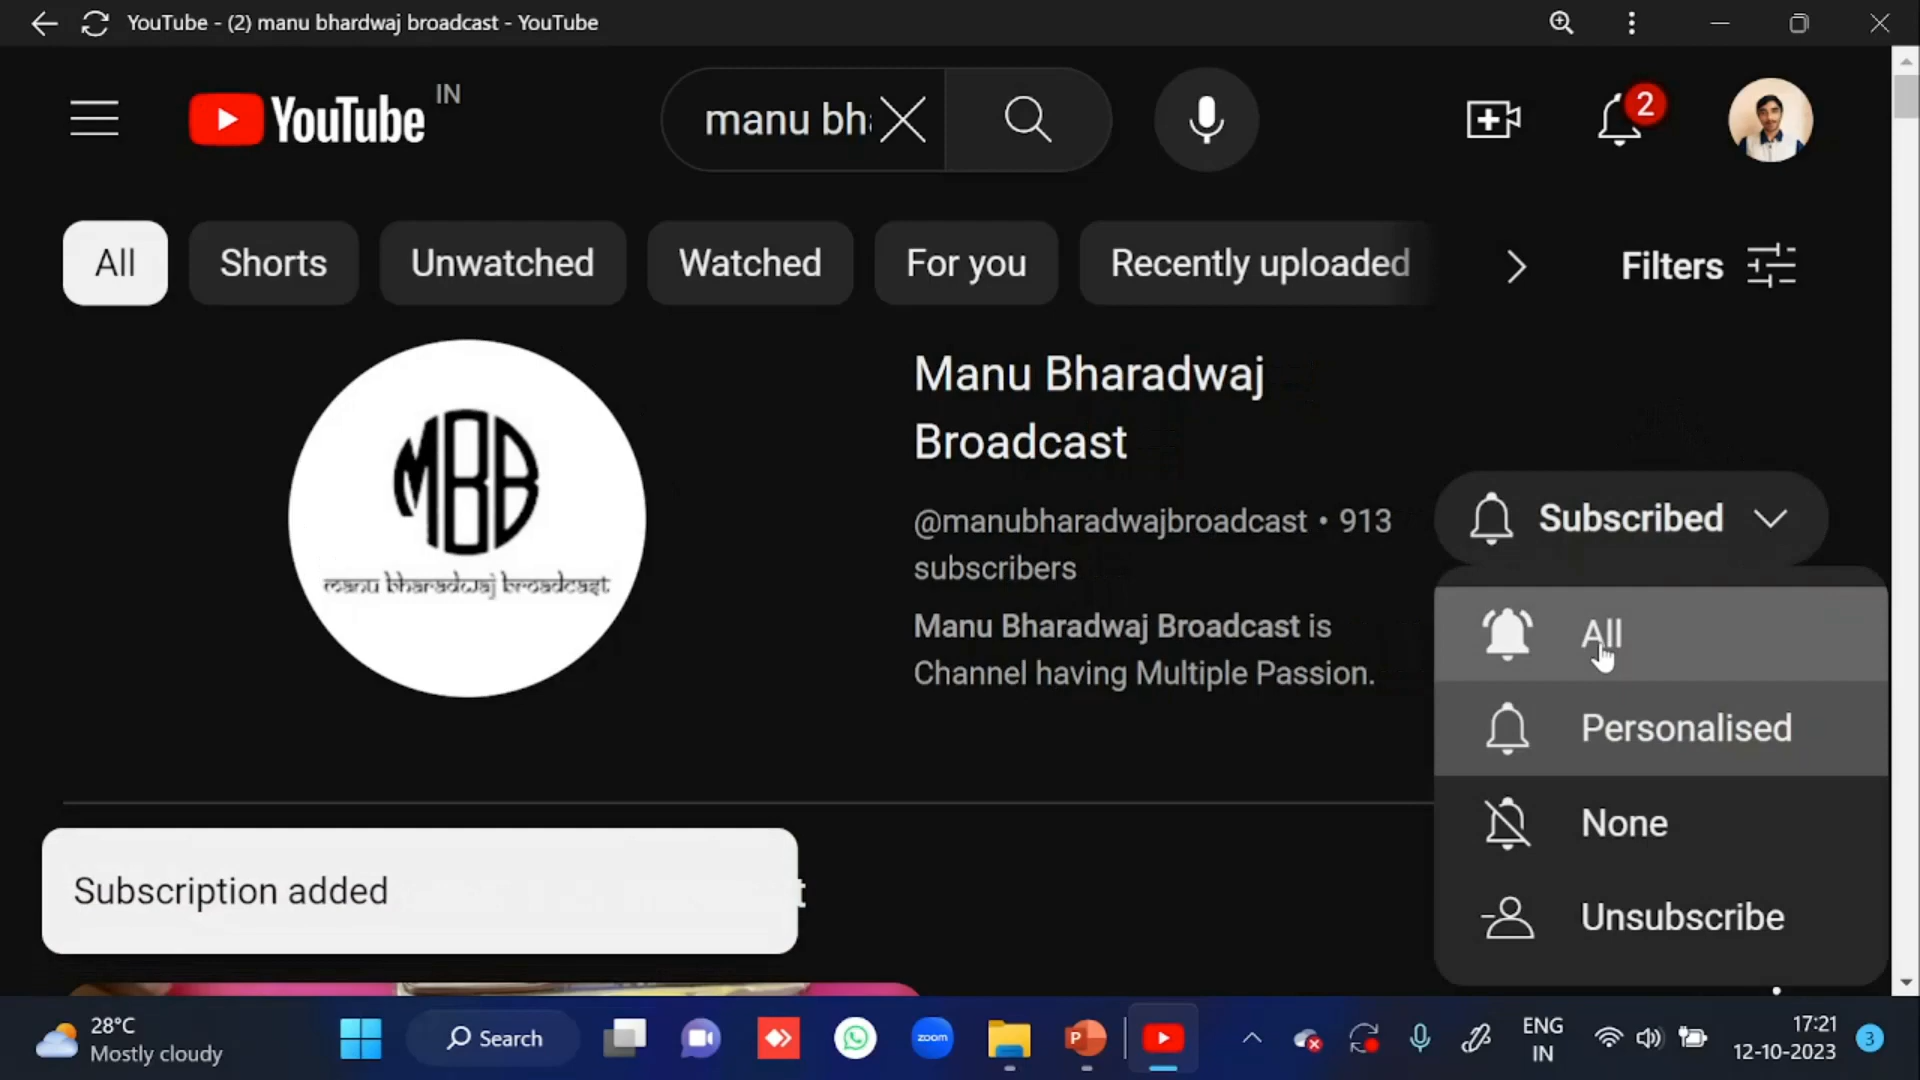 YouTube - (2) manu bhardwaj broadcast - YouTube
YouTube IN
manu bha
2
All
Shorts
Unwatched
Watched
For you
Recently uploaded
Filters
MBB
manu bharadwaj broadcast
Manu Bharadwaj
Broadcast
@manubharadwajbroadcast • 913
subscribers
Manu Bharadwaj Broadcast is
Channel having Multiple Passion.
Subscribed
All
Personalised
None
Unsubscribe
Subscription added
28°C
Mostly cloudy
Search
zoom
P
ENG
IN
17:21
12-10-2023
3